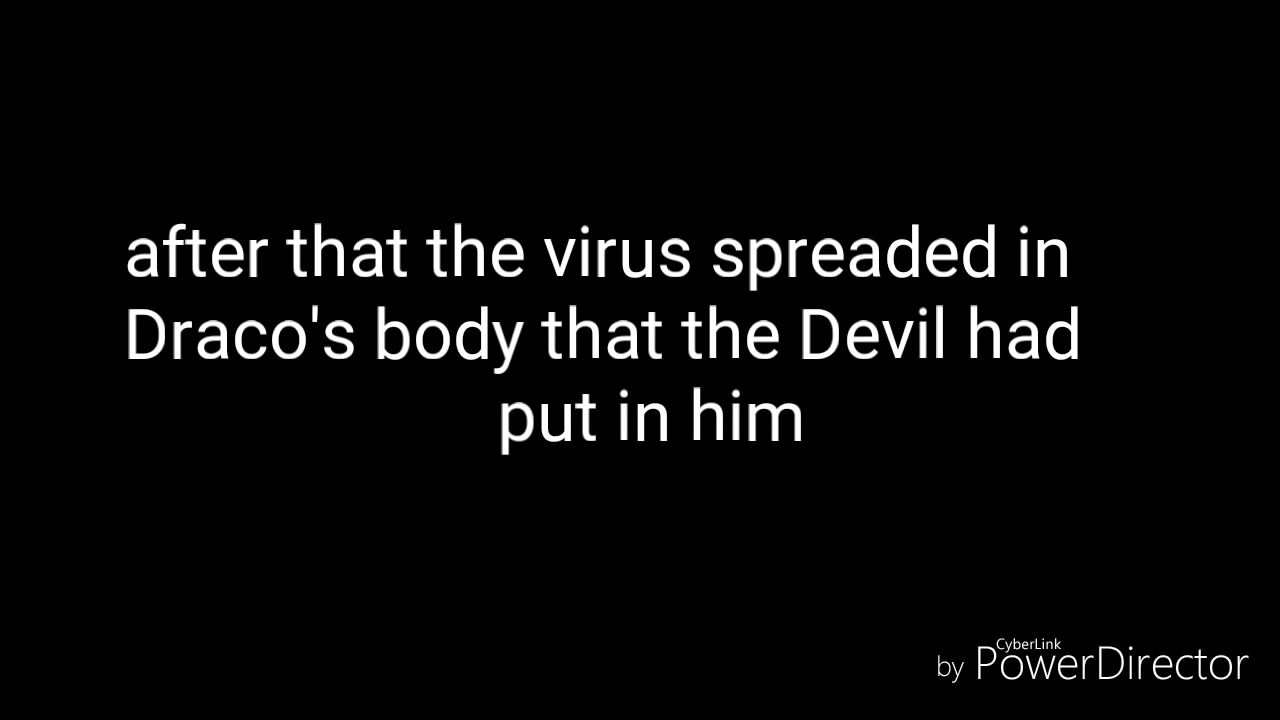 after that the virus spreaded in
Draco's body that the Devil had
put in him
CyberLink
by PowerDirector